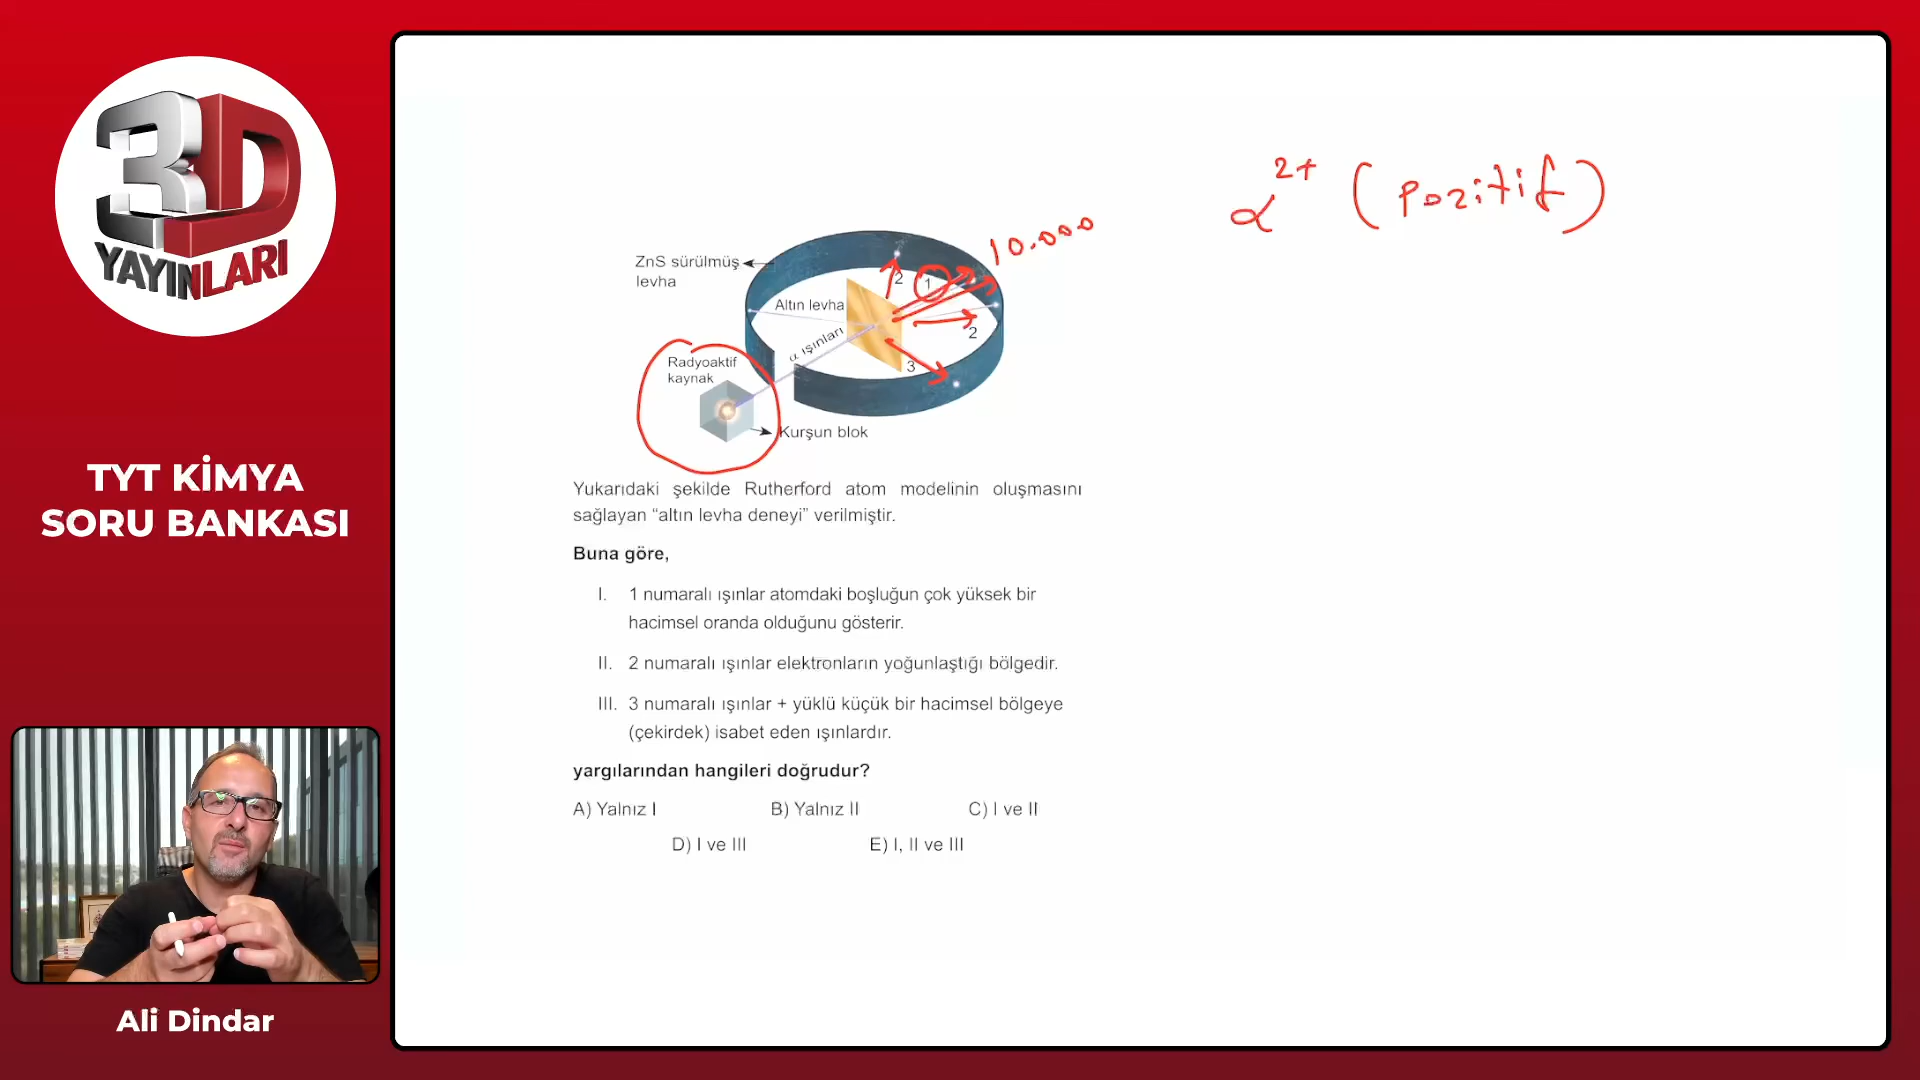 3D
YAYINLARI
TYT KİMYA
SORU BANKASI
Ali Dindar
α²⁺ (pozitif)
10.000
ZnS sürülmüş
levha
Altın levha
α ışınları
Radyoaktif
kaynak
Kurşun blok
2
1
2
3
Yukarıdaki şekilde Rutherford atom modelinin oluşmasını
sağlayan “altın levha deneyi” verilmiştir.
Buna göre,
I. 1 numaralı ışınlar atomdaki boşluğun çok yüksek bir
hacimsel oranda olduğunu gösterir.
II. 2 numaralı ışınlar elektronların yoğunlaştığı bölgedir.
III. 3 numaralı ışınlar + yüklü küçük bir hacimsel bölgeye
(çekirdek) isabet eden ışınlardır.
yargılarından hangileri doğrudur?
A) Yalnız I B) Yalnız II C) I ve II
D) I ve III E) I, II ve III